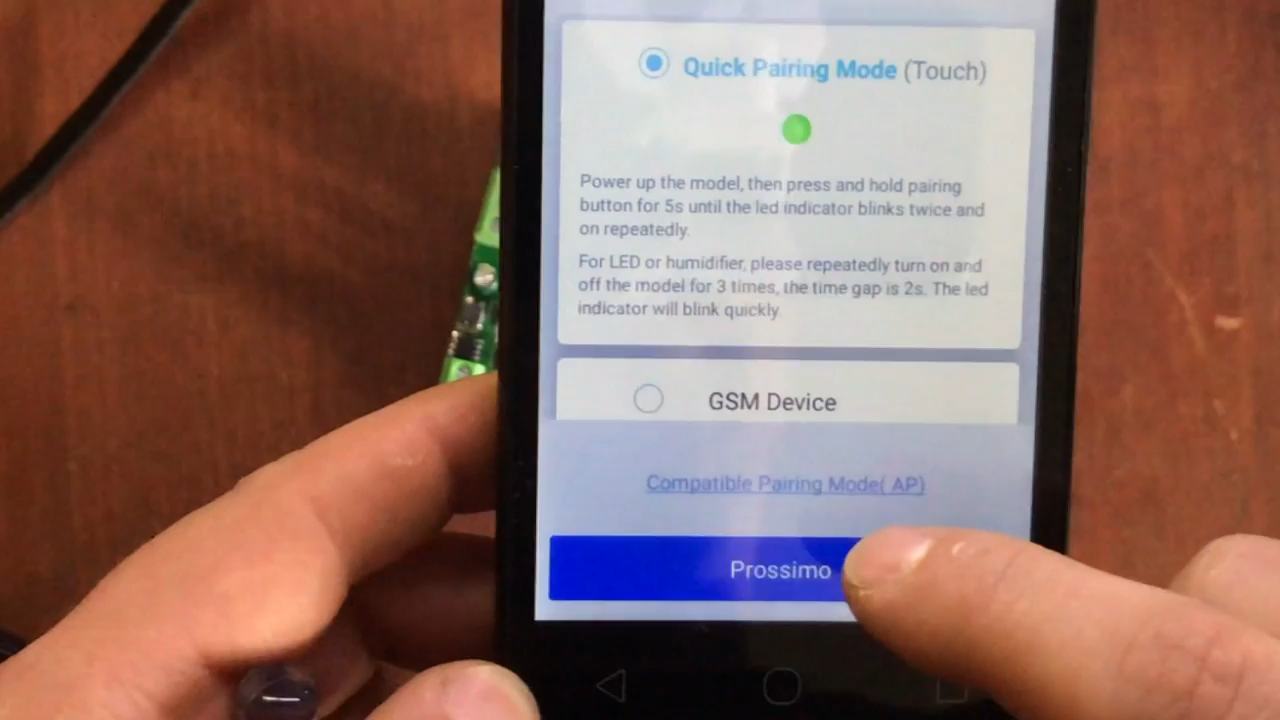 Quick Pairing Mode (Touch)
Power up the model, then press and hold pairing
button for 5s until the led indicator blinks twice and
on repeatedly.
For LED or humidifier, please repeatedly turn on and
off the model for 3 times, the time gap is 2s. The led
indicator will blink quickly.
GSM Device
Compatible Pairing Mode( AP)
Prossimo